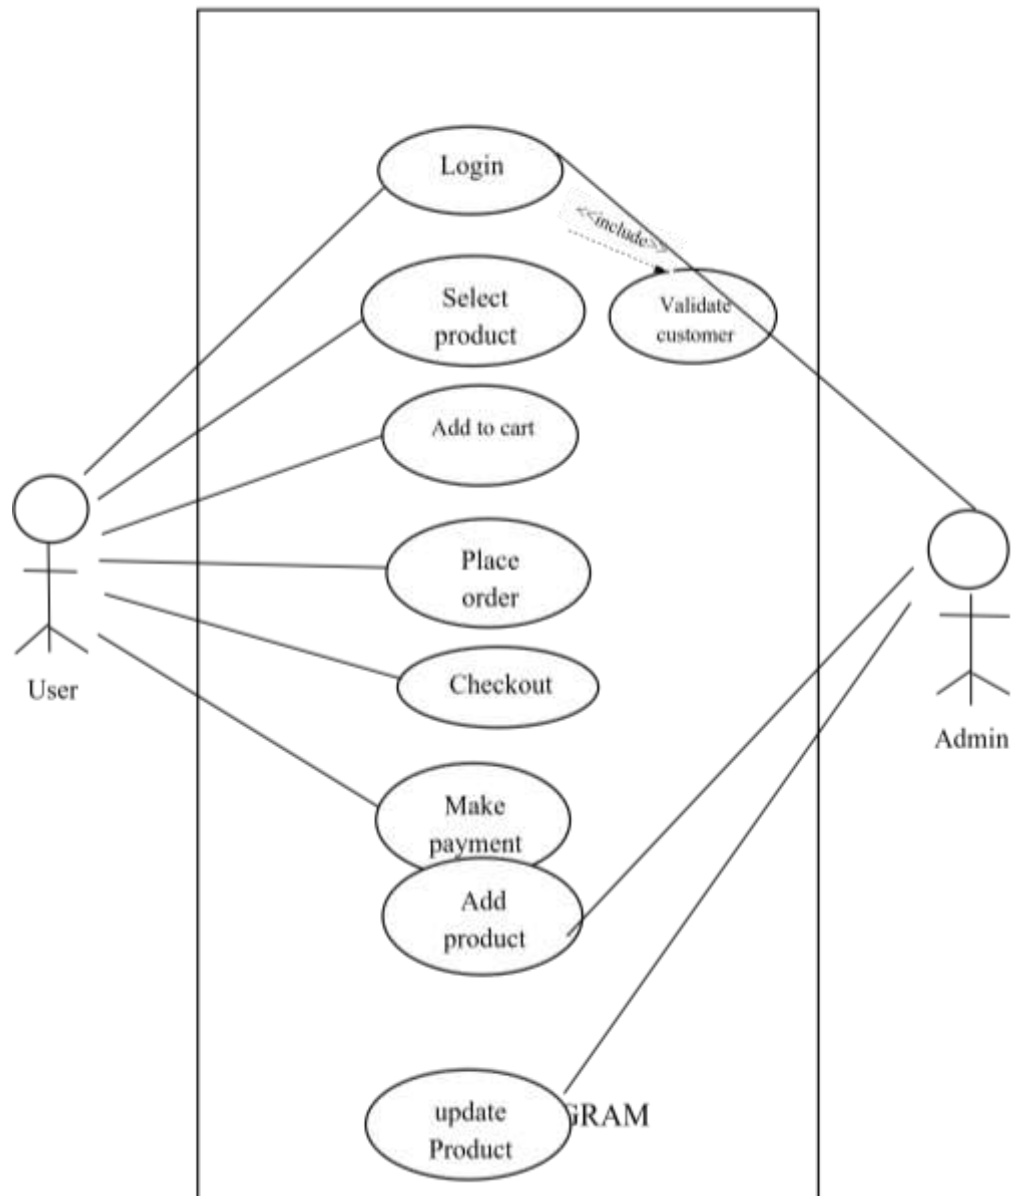 Login
<<include>>
Select
product
Validate
customer
Add to cart
Place
order
User
Checkout
Admin
Make
payment
Add
product
update
Product
GRAM